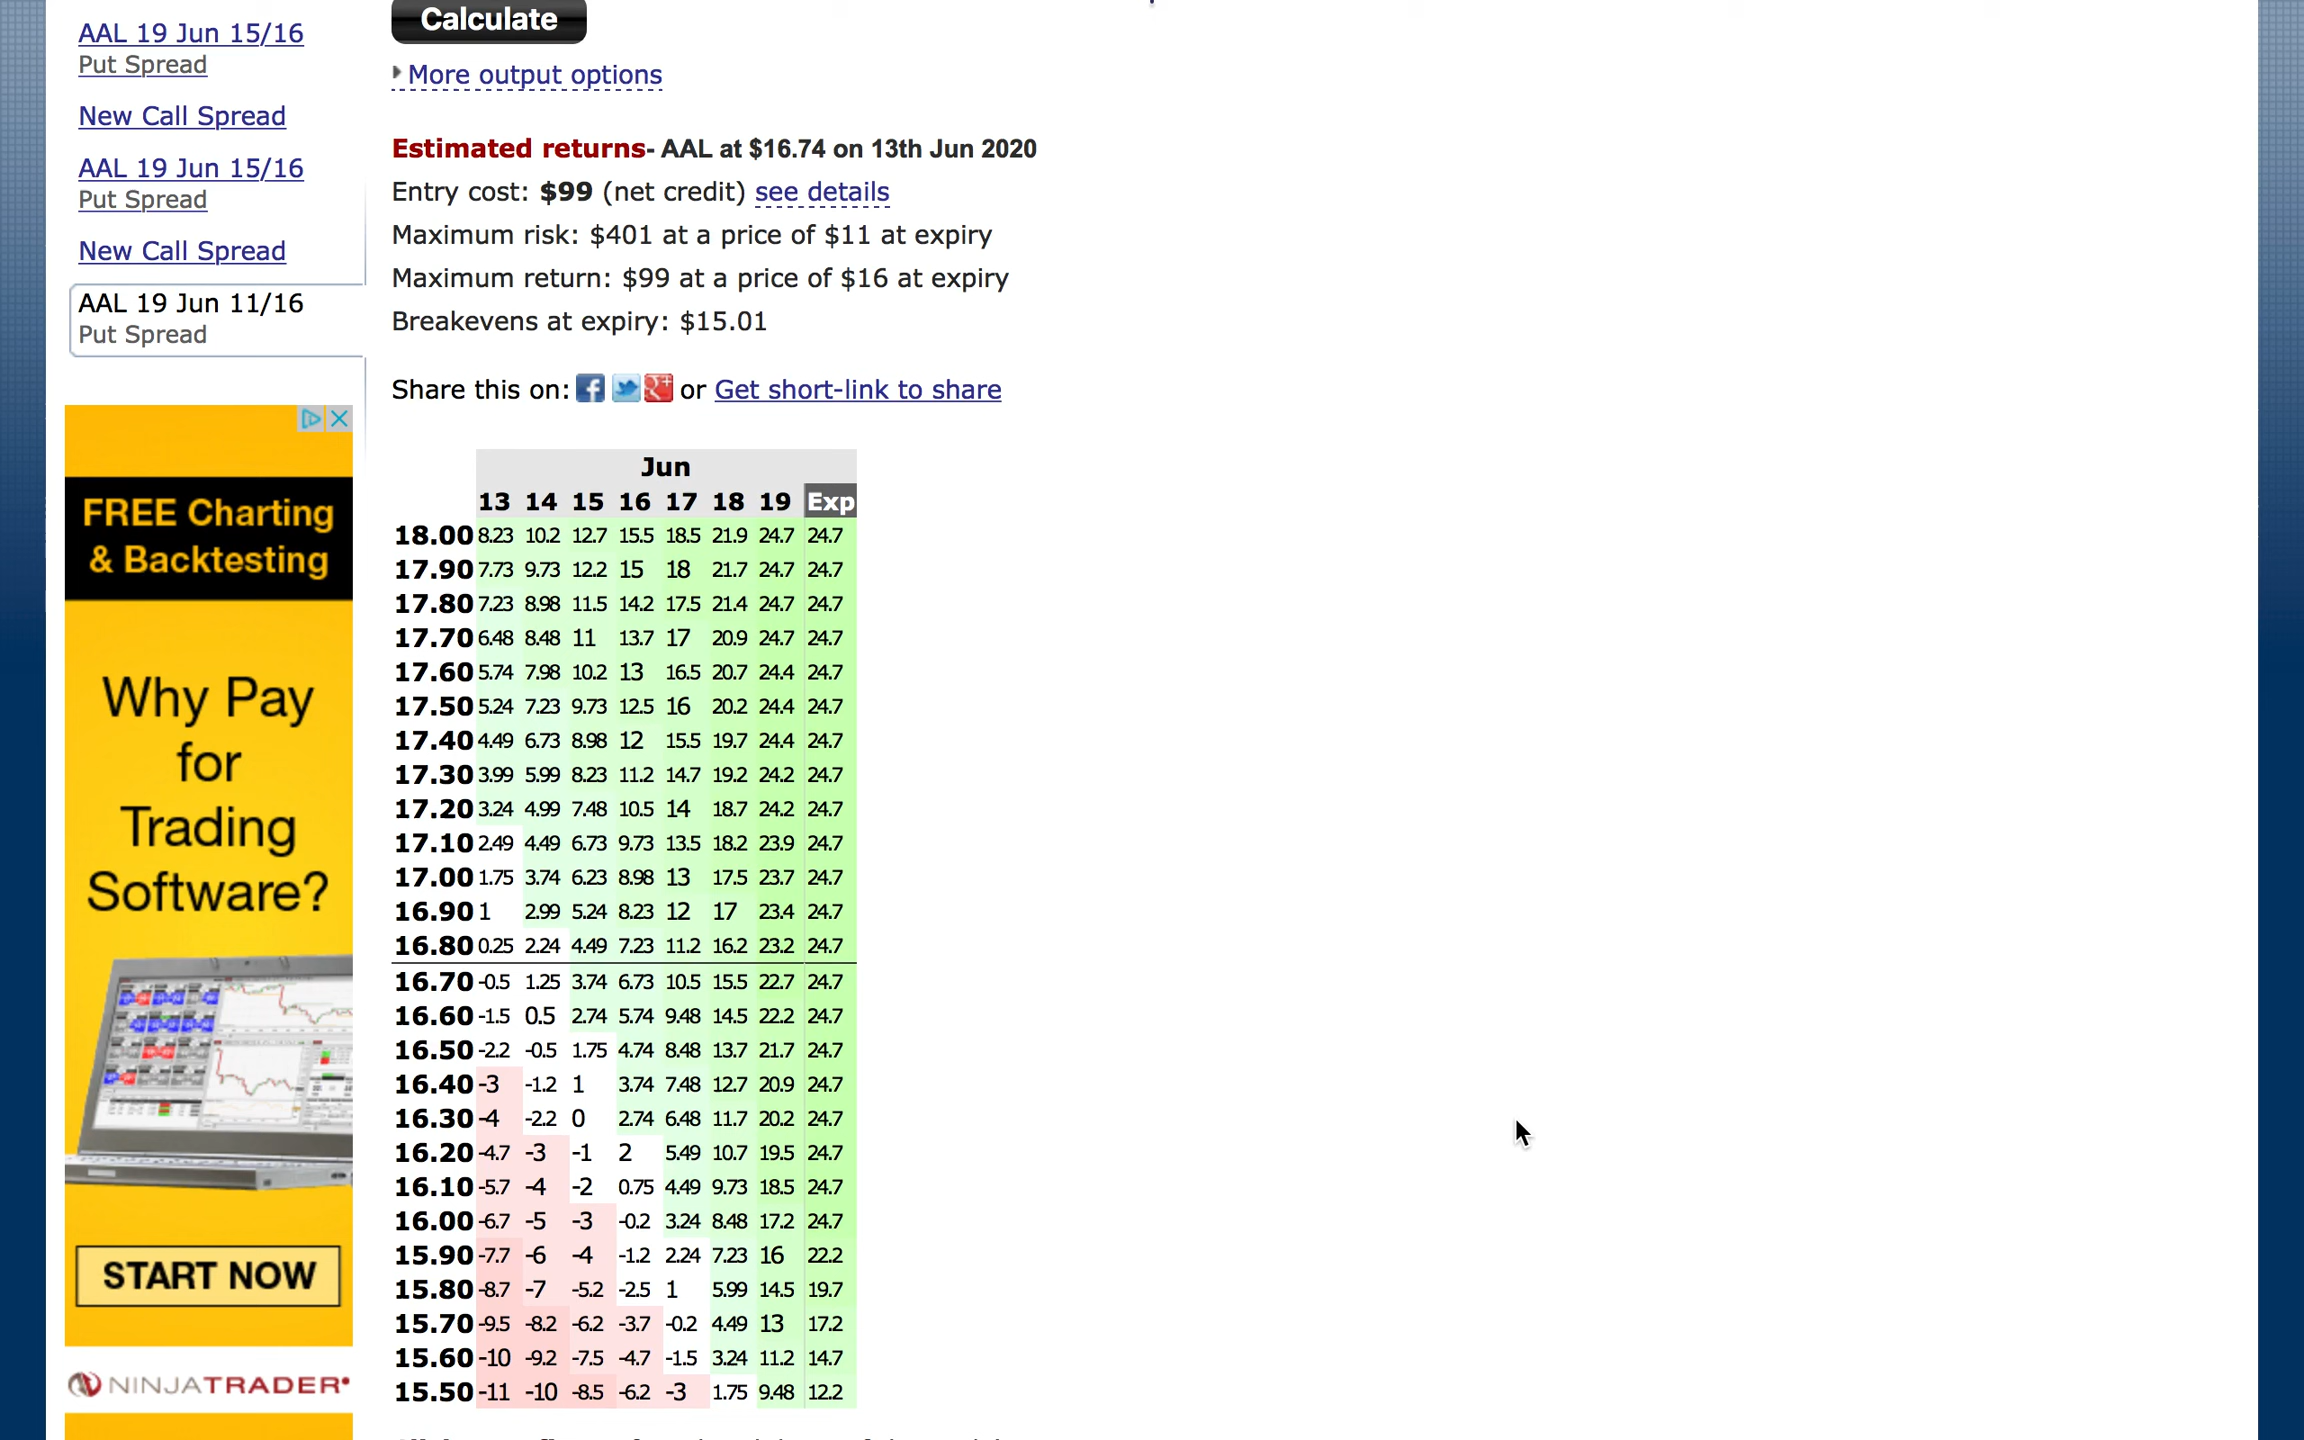 AAL 19 Jun 15/16
Put Spread
New Call Spread
AAL 19 Jun 15/16
Put Spread
New Call Spread
AAL 19 Jun 11/16
Put Spread
FREE Charting
& Backtesting
Why Pay
for
Trading
Software?
START NOW
NINJATRADER
Calculate
More output options
Estimated returns- AAL at $16.74 on 13th Jun 2020
Entry cost: $99 (net credit) see details
Maximum risk: $401 at a price of $11 at expiry
Maximum return: $99 at a price of $16 at expiry
Breakevens at expiry: $15.01
Share this on: or Get short-link to share
Jun
13 14 15 16 17 18 19 Exp
18.00 8.23 10.2 12.7 15.5 18.5 21.9 24.7 24.7
17.90 7.73 9.73 12.2 15 18 21.7 24.7 24.7
17.80 7.23 8.98 11.5 14.2 17.5 21.4 24.7 24.7
17.70 6.48 8.48 11 13.7 17 20.9 24.7 24.7
17.60 5.74 7.98 10.2 13 16.5 20.7 24.4 24.7
17.50 5.24 7.23 9.73 12.5 16 20.2 24.4 24.7
17.40 4.49 6.73 8.98 12 15.5 19.7 24.4 24.7
17.30 3.99 5.99 8.23 11.2 14.7 19.2 24.2 24.7
17.20 3.24 4.99 7.48 10.5 14 18.7 24.2 24.7
17.10 2.49 4.49 6.73 9.73 13.5 18.2 23.9 24.7
17.00 1.75 3.74 6.23 8.98 13 17.5 23.7 24.7
16.90 1 2.99 5.24 8.23 12 17 23.4 24.7
16.80 0.25 2.24 4.49 7.23 11.2 16.2 23.2 24.7
16.70 -0.5 1.25 3.74 6.73 10.5 15.5 22.7 24.7
16.60 -1.5 0.5 2.74 5.74 9.48 14.5 22.2 24.7
16.50 -2.2 -0.5 1.75 4.74 8.48 13.7 21.7 24.7
16.40 -3 -1.2 1 3.74 7.48 12.7 20.9 24.7
16.30 -4 -2.2 0 2.74 6.48 11.7 20.2 24.7
16.20 -4.7 -3 -1 2 5.49 10.7 19.5 24.7
16.10 -5.7 -4 -2 0.75 4.49 9.73 18.5 24.7
16.00 -6.7 -5 -3 -0.2 3.24 8.48 17.2 24.7
15.90 -7.7 -6 -4 -1.2 2.24 7.23 16 22.2
15.80 -8.7 -7 -5.2 -2.5 1 5.99 14.5 19.7
15.70 -9.5 -8.2 -6.2 -3.7 -0.2 4.49 13 17.2
15.60 -10 -9.2 -7.5 -4.7 -1.5 3.24 11.2 14.7
15.50 -11 -10 -8.5 -6.2 -3 1.75 9.48 12.2